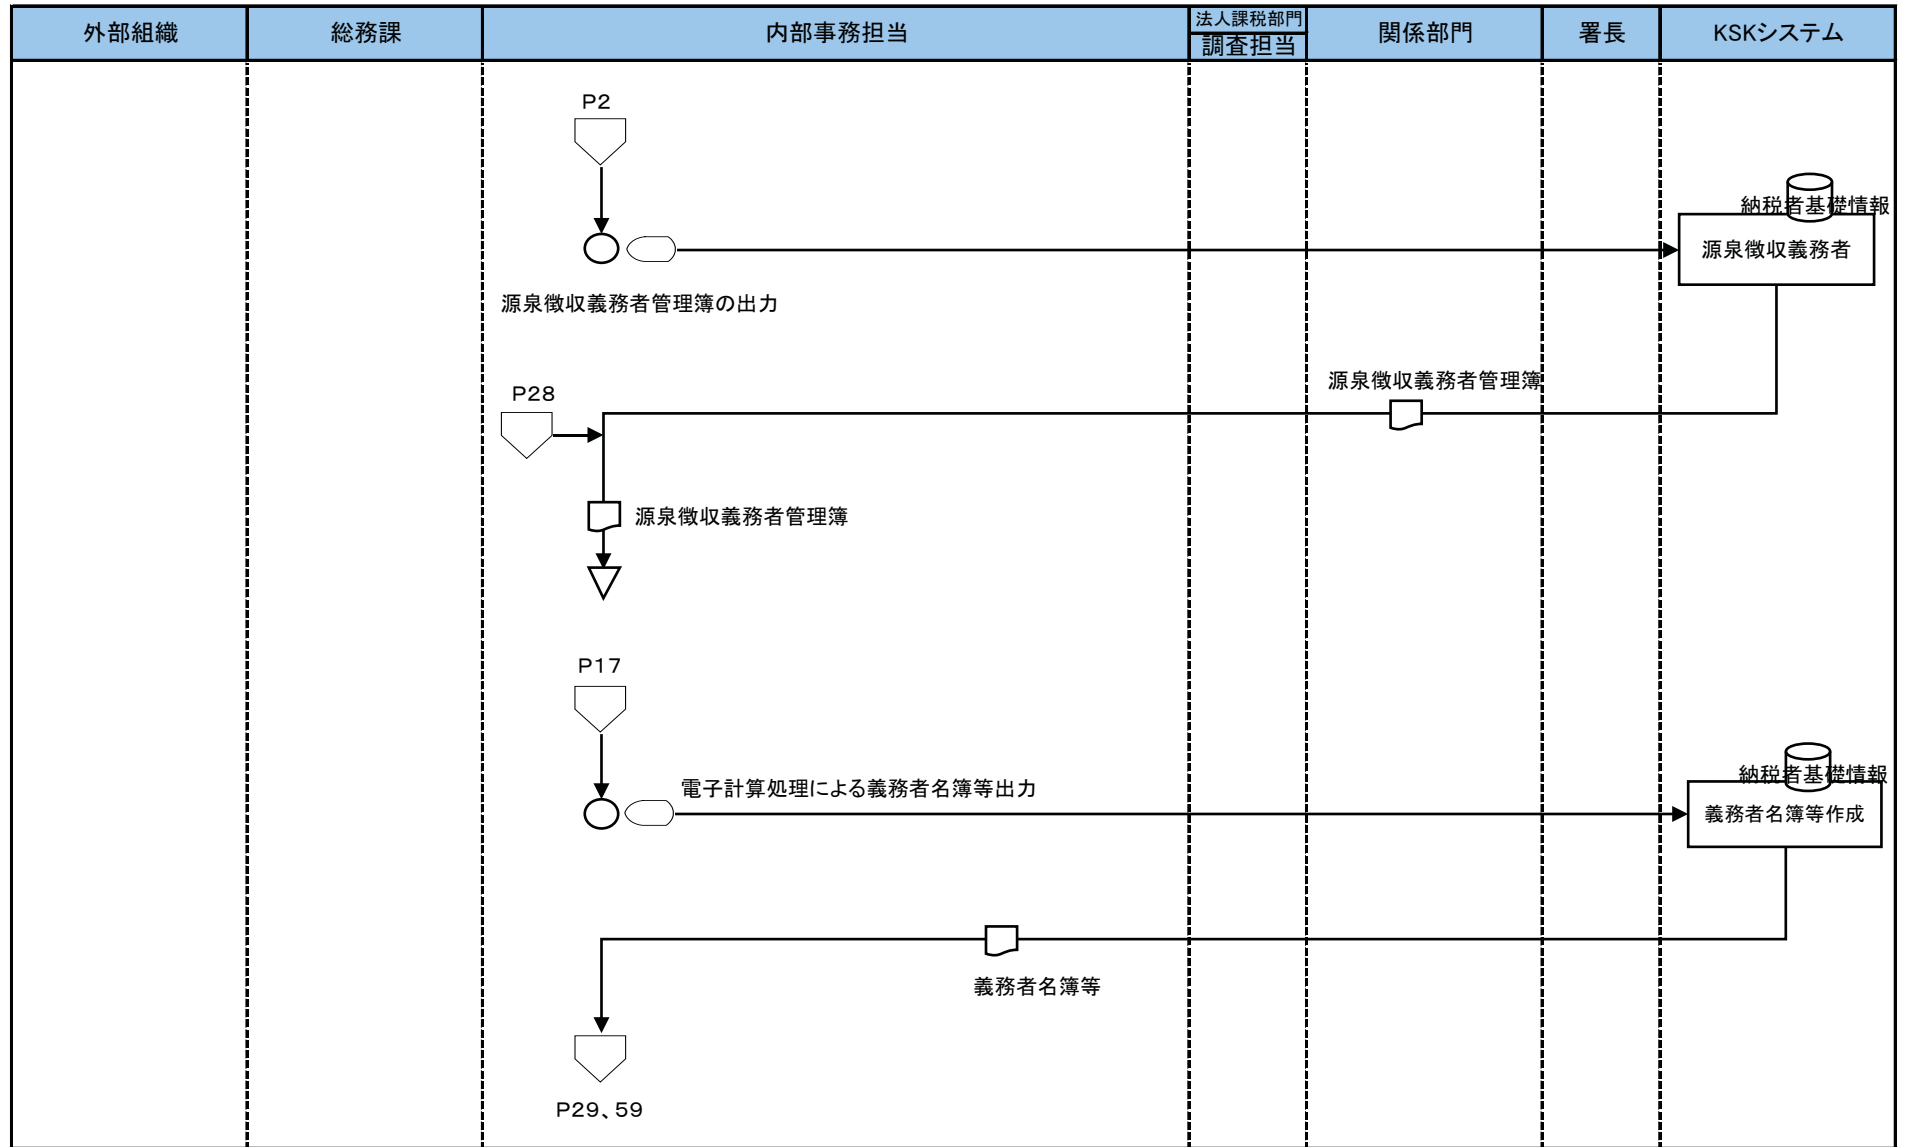 外部組織
総務課
内部事務担当
法人課税部門
調査担当
関係部門
署長
KSKシステム
P2
納税者基礎情報
源泉徴収義務者
源泉徴収義務者管理簿の出力
源泉徴収義務者管理簿
P28
源泉徴収義務者管理簿
P17
電子計算処理による義務者名簿等出力
納税者基礎情報
義務者名簿等作成
義務者名簿等
P29、59